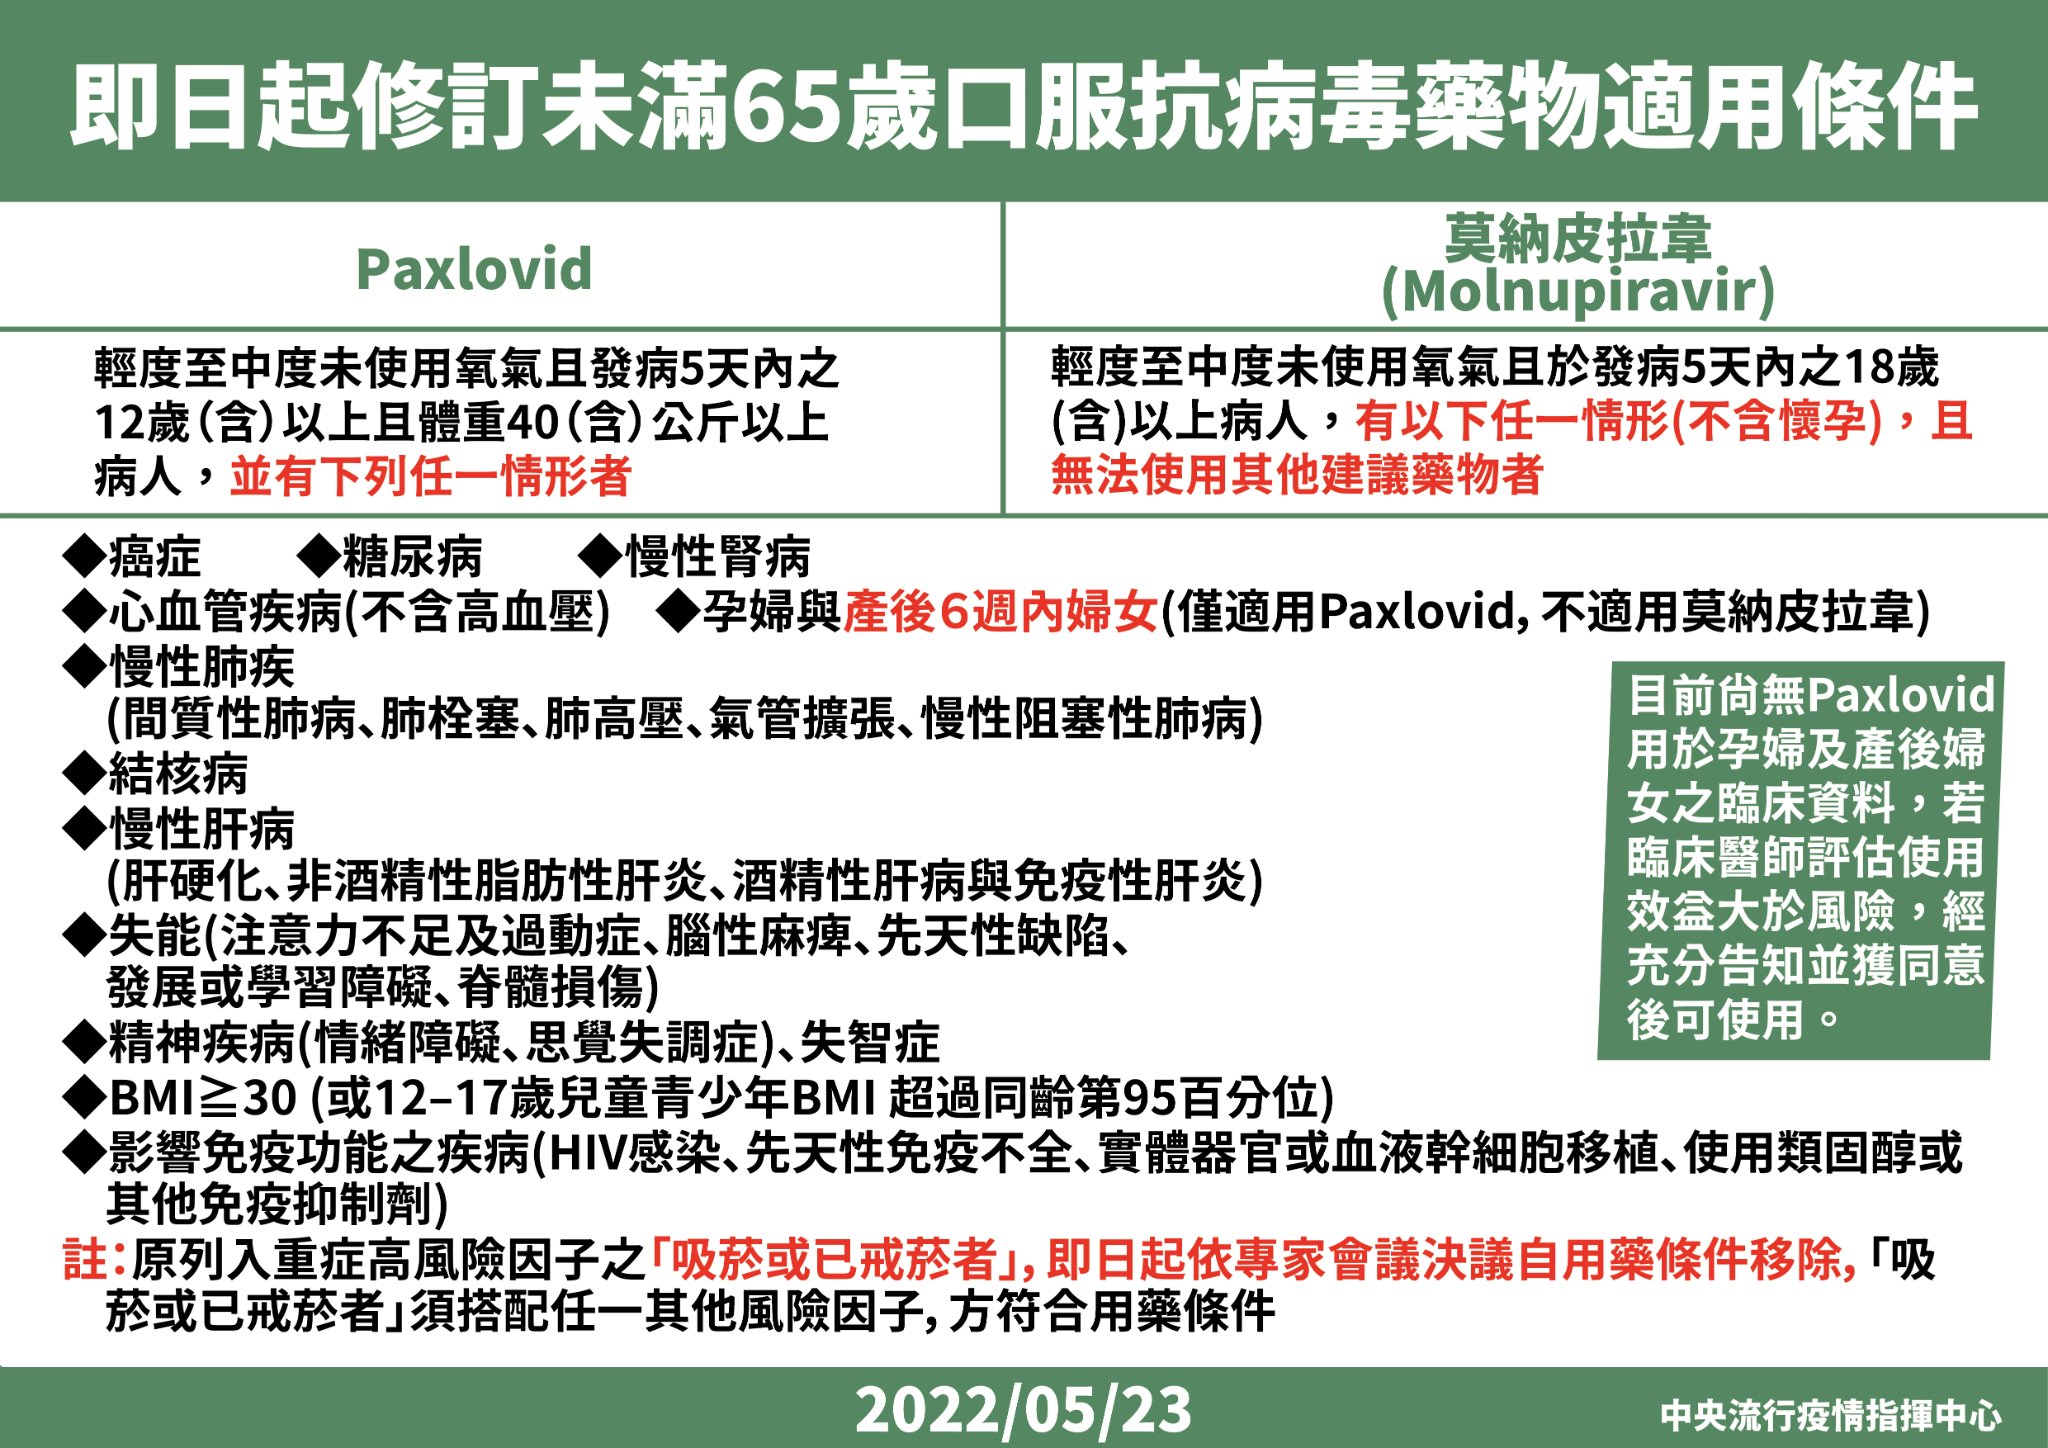 即日起修訂未滿65歲口服抗病毒藥物適用條件
Paxlovid
莫納皮拉韋
(Molnupiravir)
輕度至中度未使用氧氣且發病5天內之
12歲（含）以上且體重40（含）公斤以上
病人，並有下列任一情形者
輕度至中度未使用氧氣且於發病5天內之18歲
(含)以上病人，有以下任一情形(不含懷孕)，且
無法使用其他建議藥物者
◆癌症 ◆糖尿病 ◆慢性腎病
◆心血管疾病(不含高血壓) ◆孕婦與產後6週內婦女(僅適用Paxlovid, 不適用莫納皮拉韋)
◆慢性肺疾
(間質性肺病、肺栓塞、肺高壓、氣管擴張、慢性阻塞性肺病)
◆結核病
◆慢性肝病
(肝硬化、非酒精性脂肪性肝炎、酒精性肝病與免疫性肝炎)
◆失能(注意力不足及過動症、腦性麻痺、先天性缺陷、
發展或學習障礙、脊髓損傷)
◆精神疾病(情緒障礙、思覺失調症)、失智症
◆BMI≧30 (或12–17歲兒童青少年BMI 超過同齡第95百分位)
◆影響免疫功能之疾病(HIV感染、先天性免疫不全、實體器官或血液幹細胞移植、使用類固醇或
其他免疫抑制劑)
註：原列入重症高風險因子之「吸菸或已戒菸者」, 即日起依專家會議決議自用藥條件移除, 「吸
菸或已戒菸者」須搭配任一其他風險因子, 方符合用藥條件
目前尚無Paxlovid
用於孕婦及產後婦
女之臨床資料，若
臨床醫師評估使用
效益大於風險，經
充分告知並獲同意
後可使用。
2022/05/23
中央流行疫情指揮中心